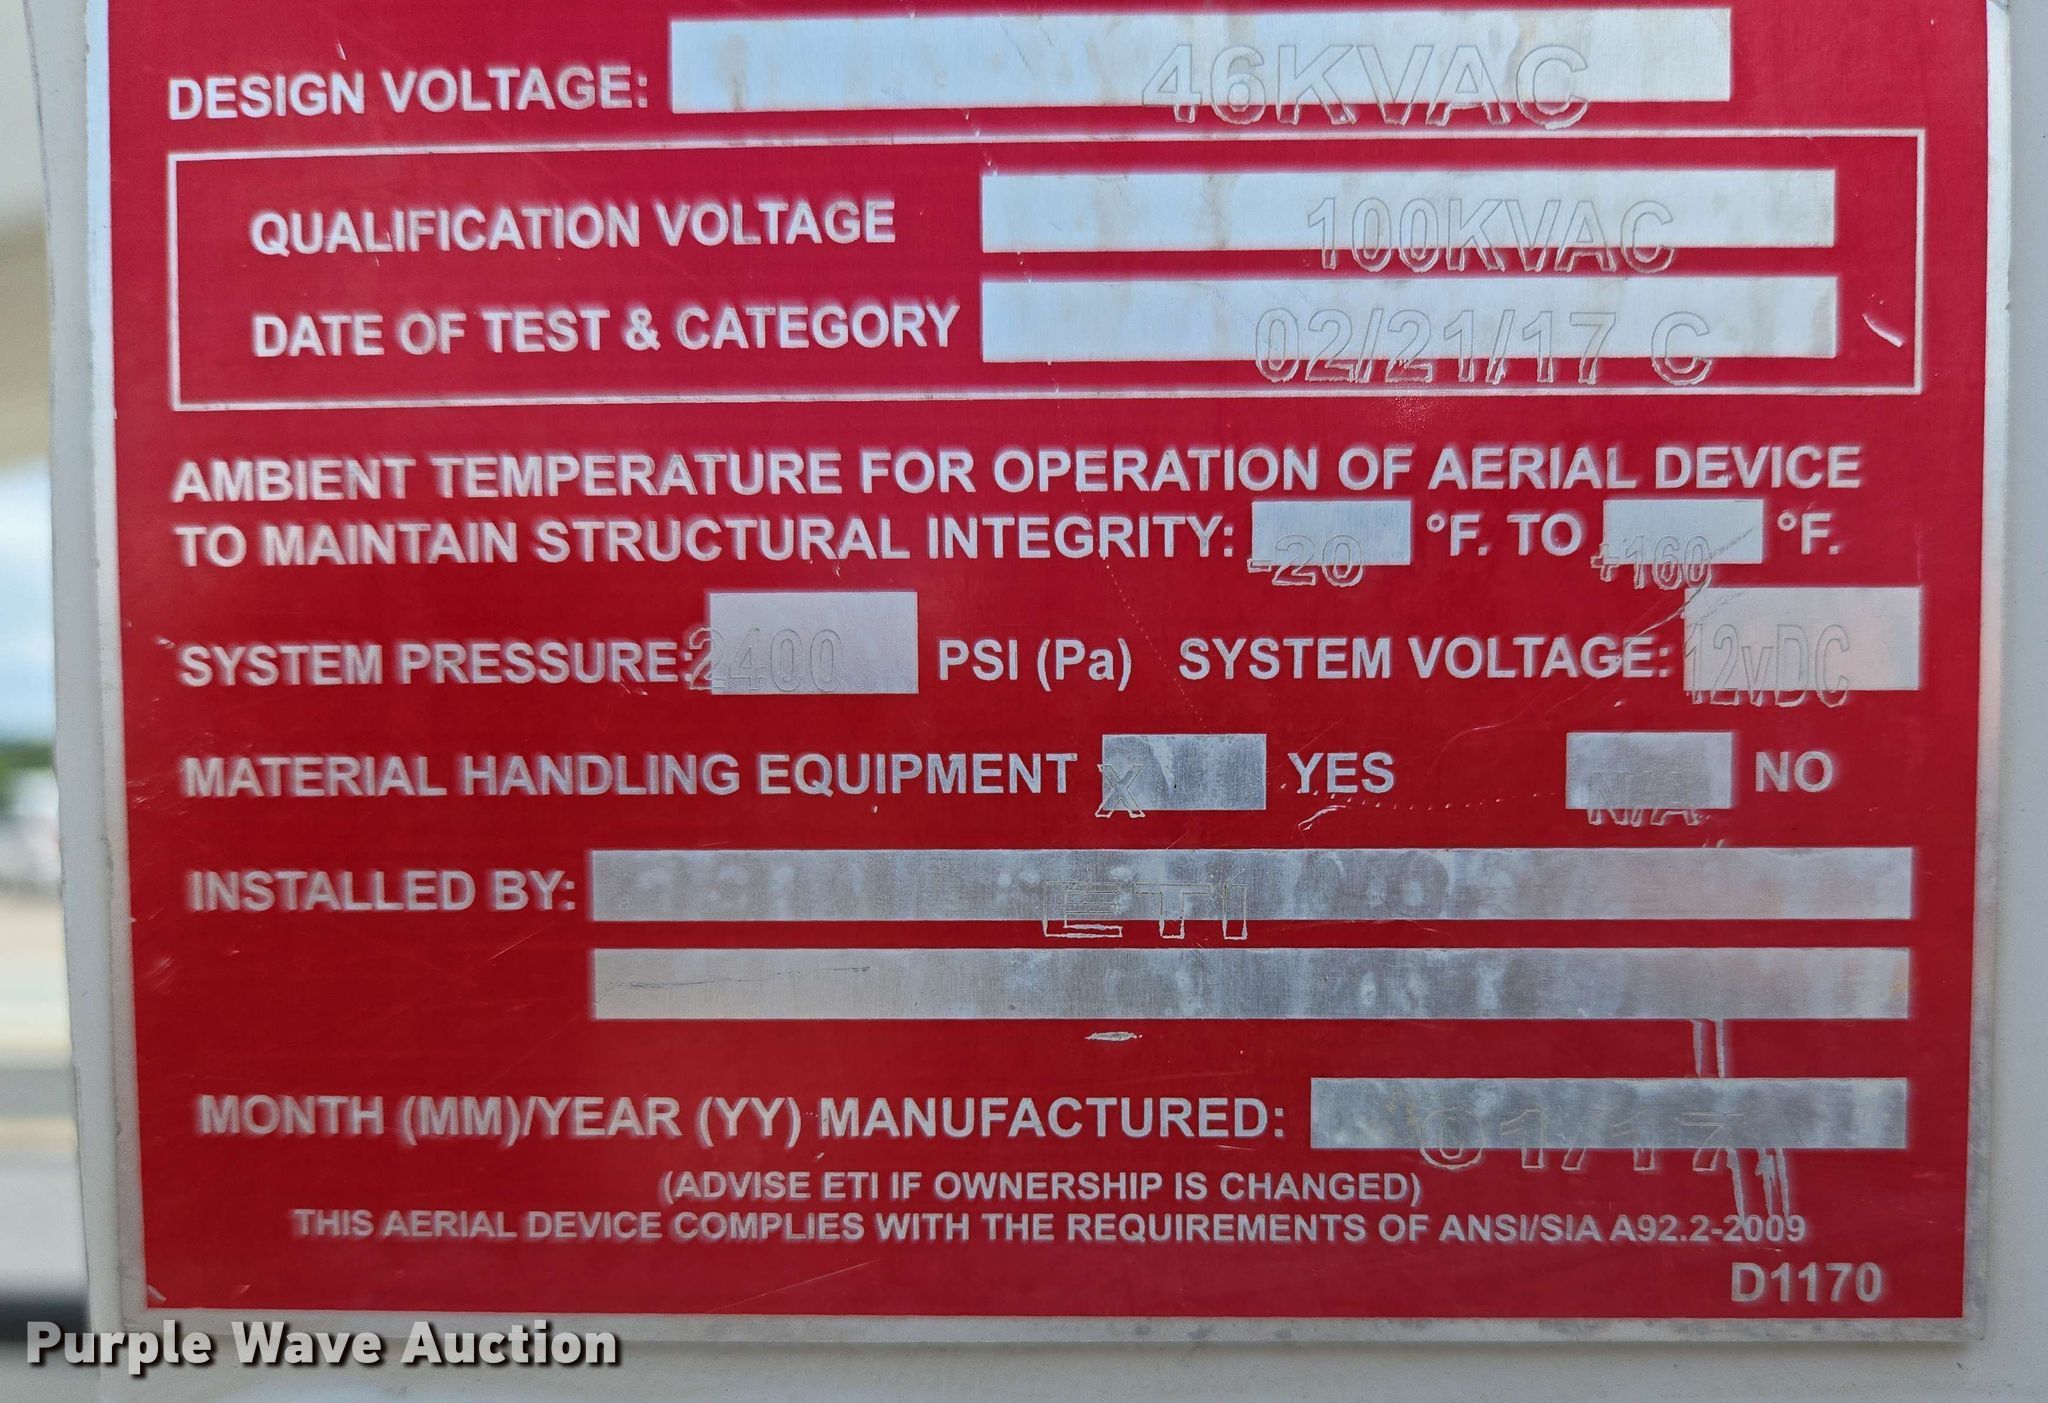 DESIGN VOLTAGE: 46KVAC
QUALIFICATION VOLTAGE 100KVAC
DATE OF TEST & CATEGORY 02/21/17 C
AMBIENT TEMPERATURE FOR OPERATION OF AERIAL DEVICE
TO MAINTAIN STRUCTURAL INTEGRITY: -20 °F. TO +160 °F.
SYSTEM PRESSURE: 2400 PSI (Pa) SYSTEM VOLTAGE: 12vDC
MATERIAL HANDLING EQUIPMENT X YES N/A NO
INSTALLED BY: ETI
MONTH (MM)/YEAR (YY) MANUFACTURED: 01/17
(ADVISE ETI IF OWNERSHIP IS CHANGED)
THIS AERIAL DEVICE COMPLIES WITH THE REQUIREMENTS OF ANSI/SIA A92.2-2009
D1170
Purple Wave Auction